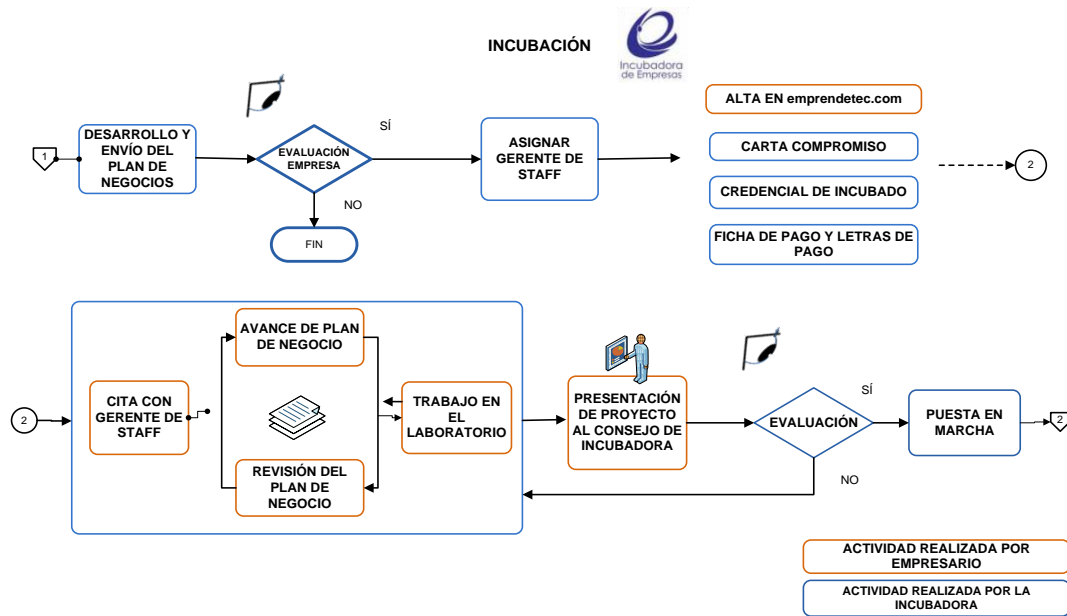 INCUBACIÓN
Incubadora
de Empresas
1
DESARROLLO Y
ENVÍO DEL
PLAN DE
NEGOCIOS
EVALUACIÓN
EMPRESA
SÍ
NO
FIN
ASIGNAR
GERENTE DE
STAFF
ALTA EN emprendetec.com
CARTA COMPROMISO
CREDENCIAL DE INCUBADO
FICHA DE PAGO Y LETRAS DE
PAGO
2
2
CITA CON
GERENTE DE
STAFF
AVANCE DE PLAN
DE NEGOCIO
REVISIÓN DEL
PLAN DE
NEGOCIO
TRABAJO EN
EL
LABORATORIO
PRESENTACIÓN
DE PROYECTO
AL CONSEJO DE
INCUBADORA
EVALUACIÓN
SÍ
NO
PUESTA EN
MARCHA
2
ACTIVIDAD REALIZADA POR
EMPRESARIO
ACTIVIDAD REALIZADA POR LA
INCUBADORA